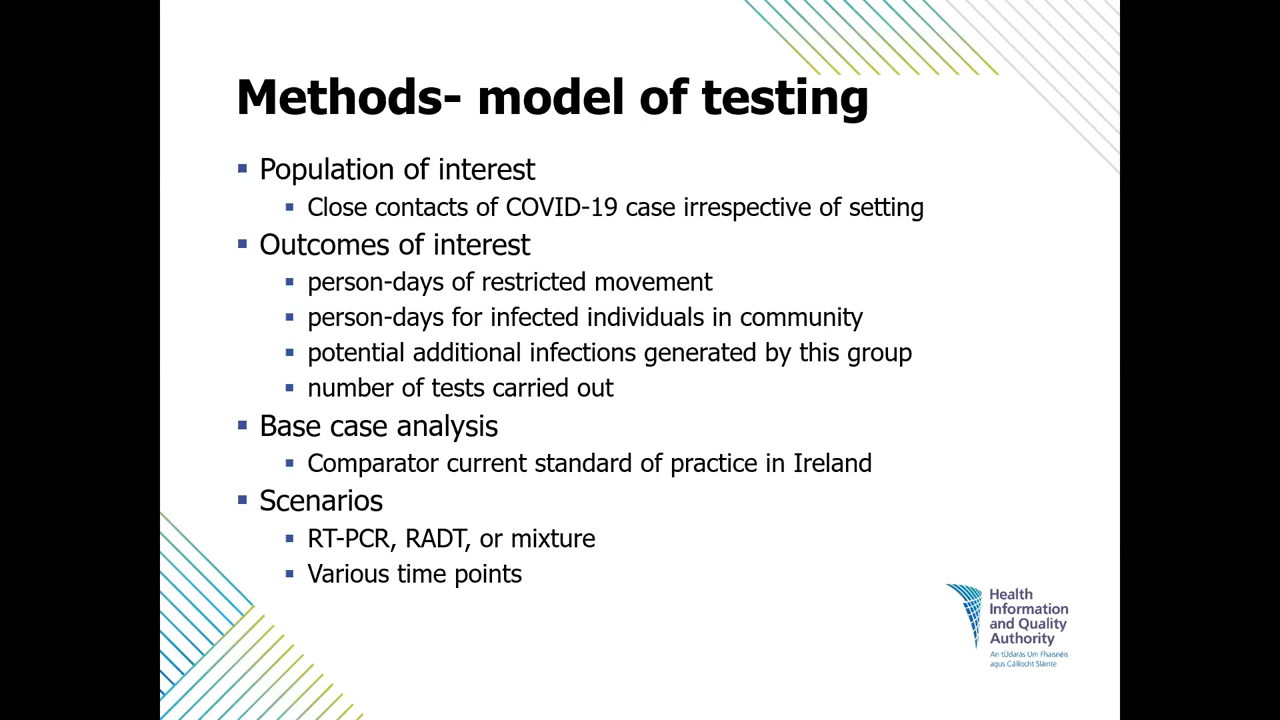 Methods- model of testing
Population of interest
Close contacts of COVID-19 case irrespective of setting
Outcomes of interest
person-days of restricted movement
person-days for infected individuals in community
potential additional infections generated by this group
number of tests carried out
Base case analysis
Comparator current standard of practice in Ireland
Scenarios
RT-PCR, RADT, or mixture
Various time points
Health
Information
and Quality
Authority
An tÚdarás Um Fhaisnéis
agus Cáilíocht Sláinte